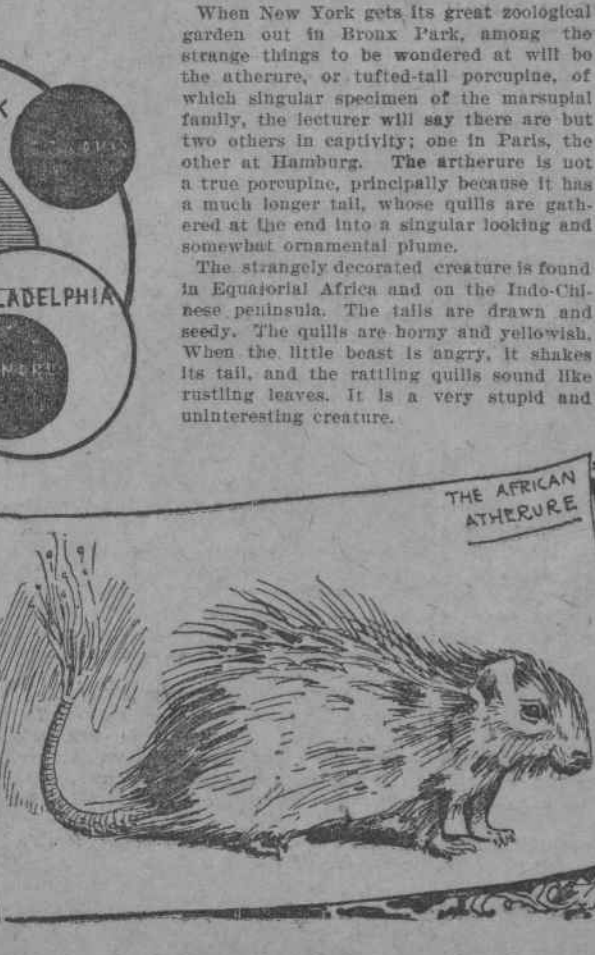 When New York gets its great zoological
garden out in Bronx Park, among the
strange things to be wondered at will be
the atherure, or tufted-tail porcupine, of
which singular specimen of the marsupial
family, the lecturer will say there are but
two others in captivity; one in Paris, the
other at Hamburg. The artherure is not
a true porcupine, principally because it has
a much longer tail, whose quills are gath-
ered at the end into a singular looking and
somewhat ornamental plume.
The strangely decorated creature is found
in Equatorial Africa and on the Indo-Chi-
nese peninsula. The tails are drawn and
seedy. The quills are horny and yellowish.
When the little beast is angry, it shakes
its tail, and the rattling quills sound like
rustling leaves. It is a very stupid and
uninteresting creature.
K
LADELPHIA
THE AFRICAN
ATHERURE